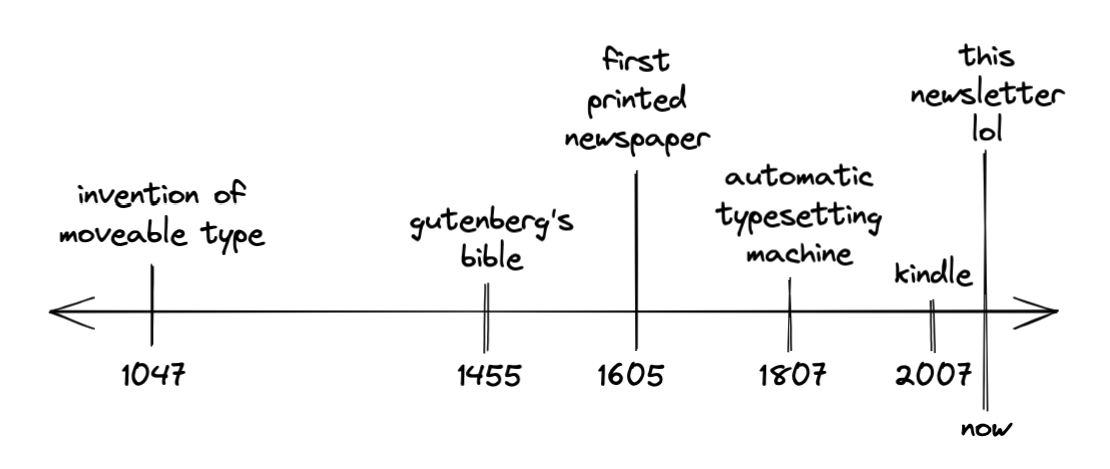 invention of
moveable type
1047
gutenberg's
bible
1455
first
printed
newspaper
1605
automatic
typesetting
machine
1807
kindle
2007
this
newsletter
lol
now